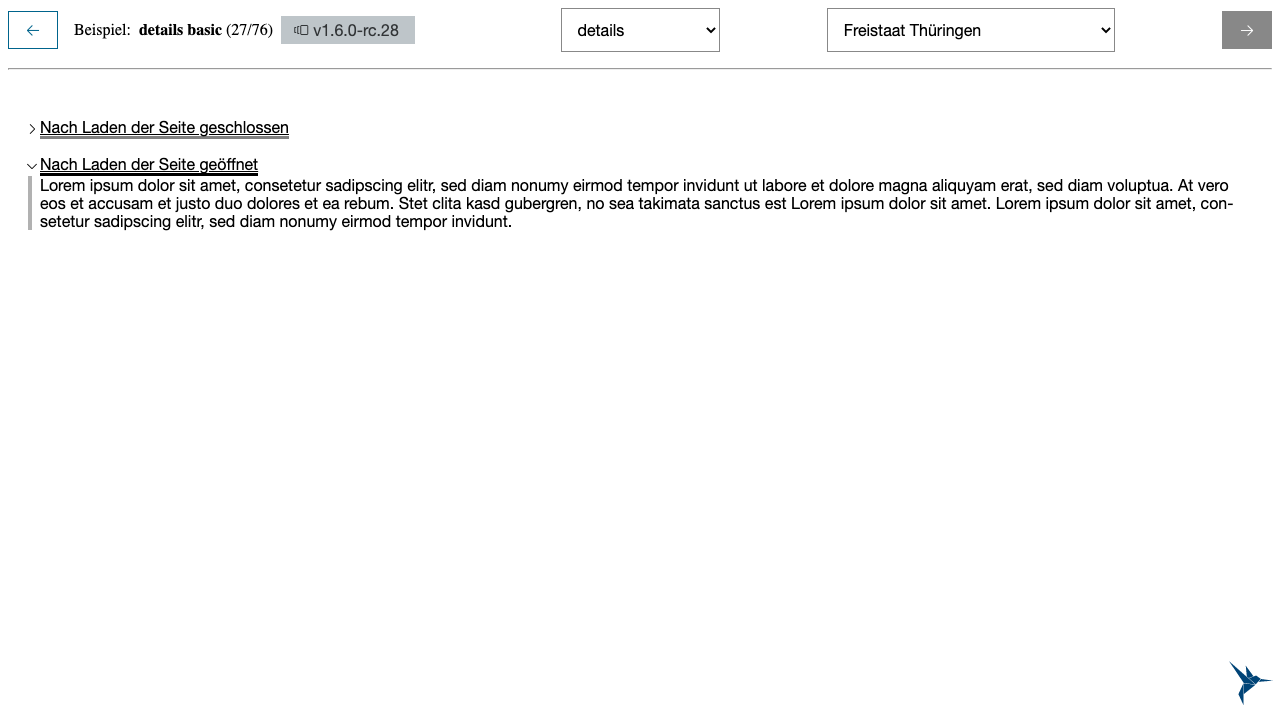 Beispiel: details basic (27/76) v1.6.0-rc.28 details Freistaat Thüringen
Nach Laden der Seite geschlossen
Nach Laden der Seite geöffnet
Lorem ipsum dolor sit amet, consetetur sadipscing elitr, sed diam nonumy eirmod tempor invidunt ut labore et dolore magna aliquyam erat, sed diam voluptua. At vero
eos et accusam et justo duo dolores et ea rebum. Stet clita kasd gubergren, no sea takimata sanctus est Lorem ipsum dolor sit amet. Lorem ipsum dolor sit amet, con-
setetur sadipscing elitr, sed diam nonumy eirmod tempor invidunt.